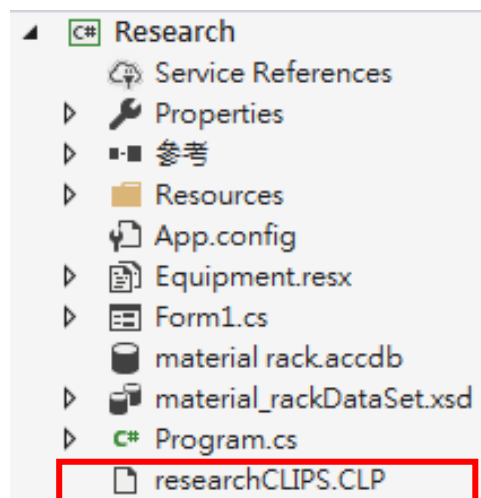 C# Research
Service References
Properties
參考
Resources
App.config
Equipment.resx
Form1.cs
material rack.accdb
material_rackDataSet.xsd
C# Program.cs
researchCLIPS.CLP